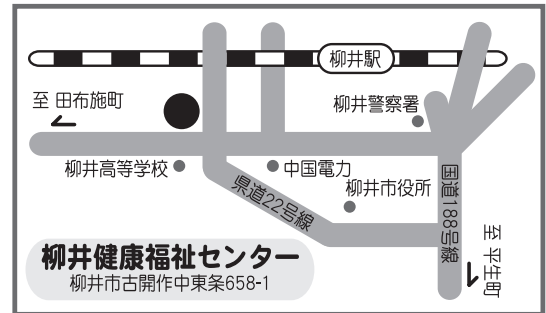 柳井駅
至 田布施町
柳井警察署
柳井高等学校
中国電力
柳井市役所
県道22号線
国道188号線
至 平生町
柳井健康福祉センター
柳井市古開作中東条658-1